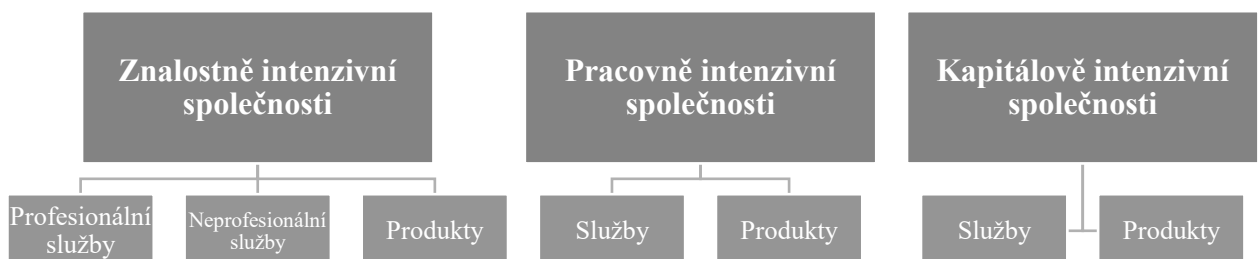 Znalostně intenzivní
společnosti
Pracovně intenzivní
společnosti
Kapitálově intenzivní
společnosti
Profesionální
služby
Neprofesionální
služby
Produkty
Služby
Produkty
Služby
Produkty